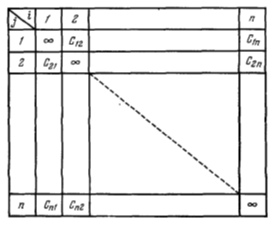 j i 1 2 n
1 ∞ C12 C1n
2 C21 ∞ C2n
n Cn1 Cn2 ∞